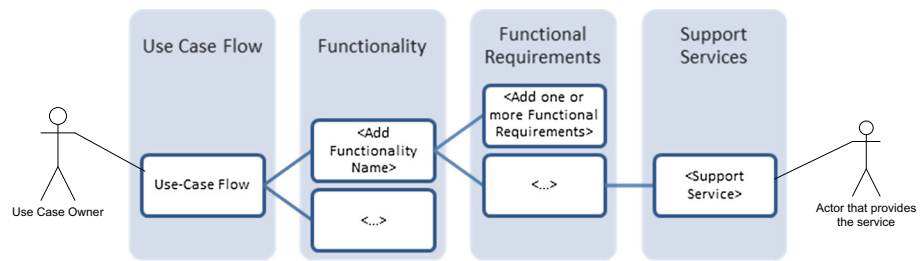 Use Case Flow
Functionality
Functional
Requirements
Support
Services
<Add one or
more Functional
Requirements>
<Add
Functionality
Name>
Use-Case Flow
<...>
<...>
<Support
Service>
Use Case Owner
Actor that provides
the service